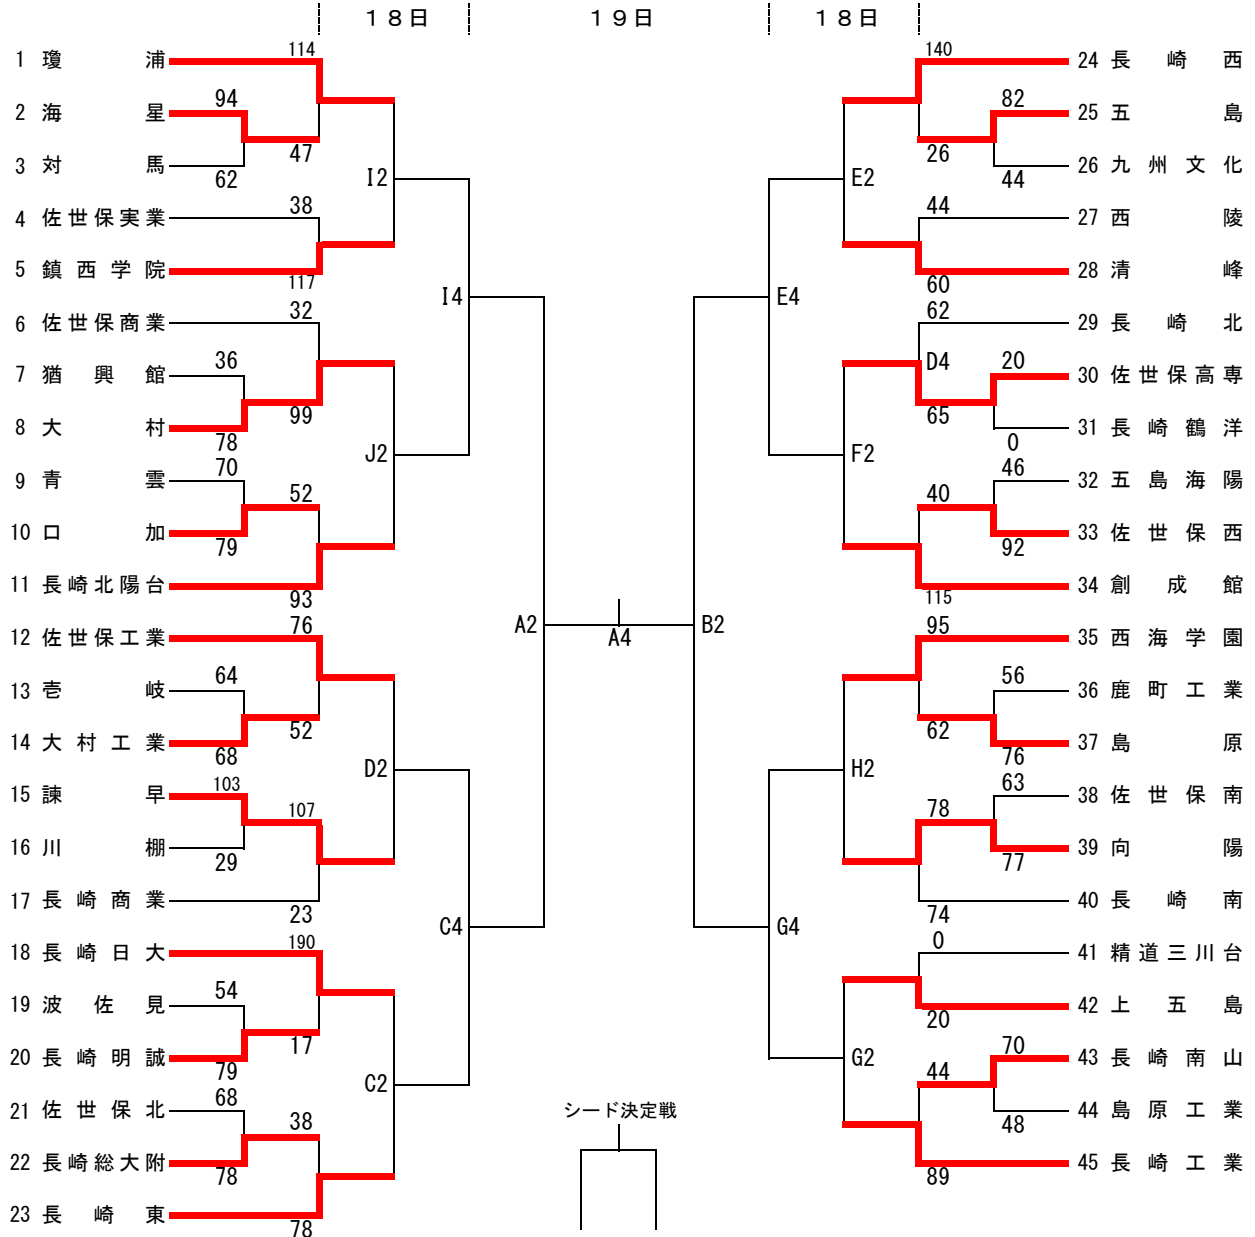 18日 19日 18日
1 瓊浦 114
2 海星 94
47
3 対馬 62
I2
4 佐世保実業 38
5 鎮西学院 117
I4
6 佐世保商業 32
7 猶興館 36
99
8 大村 78
J2
9 青雲 70
52
10 口加 79
11 長崎北陽台 93
A2
12 佐世保工業 76
13 壱岐 64
52
14 大村工業 68
D2
15 諫早 103
107
16 川棚 29
17 長崎商業 23
C4
18 長崎日大 190
19 波佐見 54
17
20 長崎明誠 79
C2
21 佐世保北 68
38
22 長崎総大附 78
23 長崎東 78
A4
シード決定戦
140 24 長崎西
82 25 五島
26
44 26 九州文化
E2
44 27 西陵
60 28 清峰
E4
62 29 長崎北
D4
20 30 佐世保高専
65
0 31 長崎鶴洋
F2
46 32 五島海陽
40
92 33 佐世保西
115 34 創成館
B2
95 35 西海学園
56 36 鹿町工業
62
76 37 島原
H2
63 38 佐世保南
78
77 39 向陽
74 40 長崎南
G4
0 41 精道三川台
20 42 上五島
G2
70 43 長崎南山
44
48 44 島原工業
89 45 長崎工業